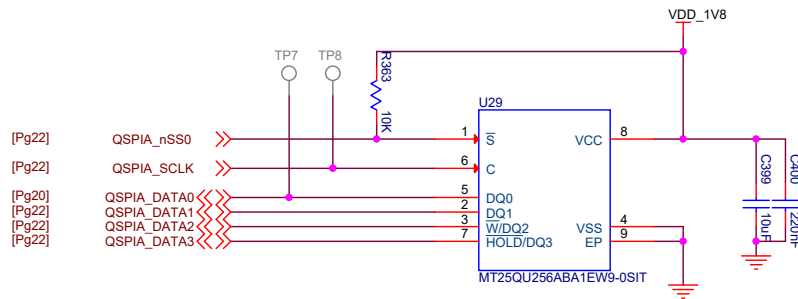 VDD_1V8
TP7
TP8
R363
10K
U29
[Pg22] QSPIA_nSS0 1 S VCC 8
[Pg22] QSPIA_SCLK 6 C
[Pg20] QSPIA_DATA0 5 DQ0
[Pg22] QSPIA_DATA1 2 DQ1
[Pg22] QSPIA_DATA2 3 W/DQ2 VSS 4
[Pg22] QSPIA_DATA3 7 HOLD/DQ3 EP 9
C399
10uF
C400
220nF
MT25QU256ABA1EW9-0SIT